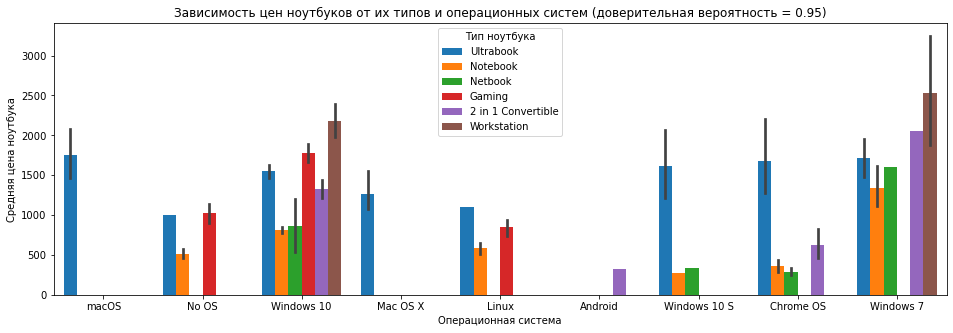 Зависимость цен ноутбуков от их типов и операционных систем (доверительная вероятность = 0.95)
Тип ноутбука
Ultrabook
Notebook
Netbook
Gaming
2 in 1 Convertible
Workstation
Средняя цена ноутбука
3000
2500
2000
1500
1000
500
0
macOS
No OS
Windows 10
Mac OS X
Linux
Android
Windows 10 S
Chrome OS
Windows 7
Операционная система